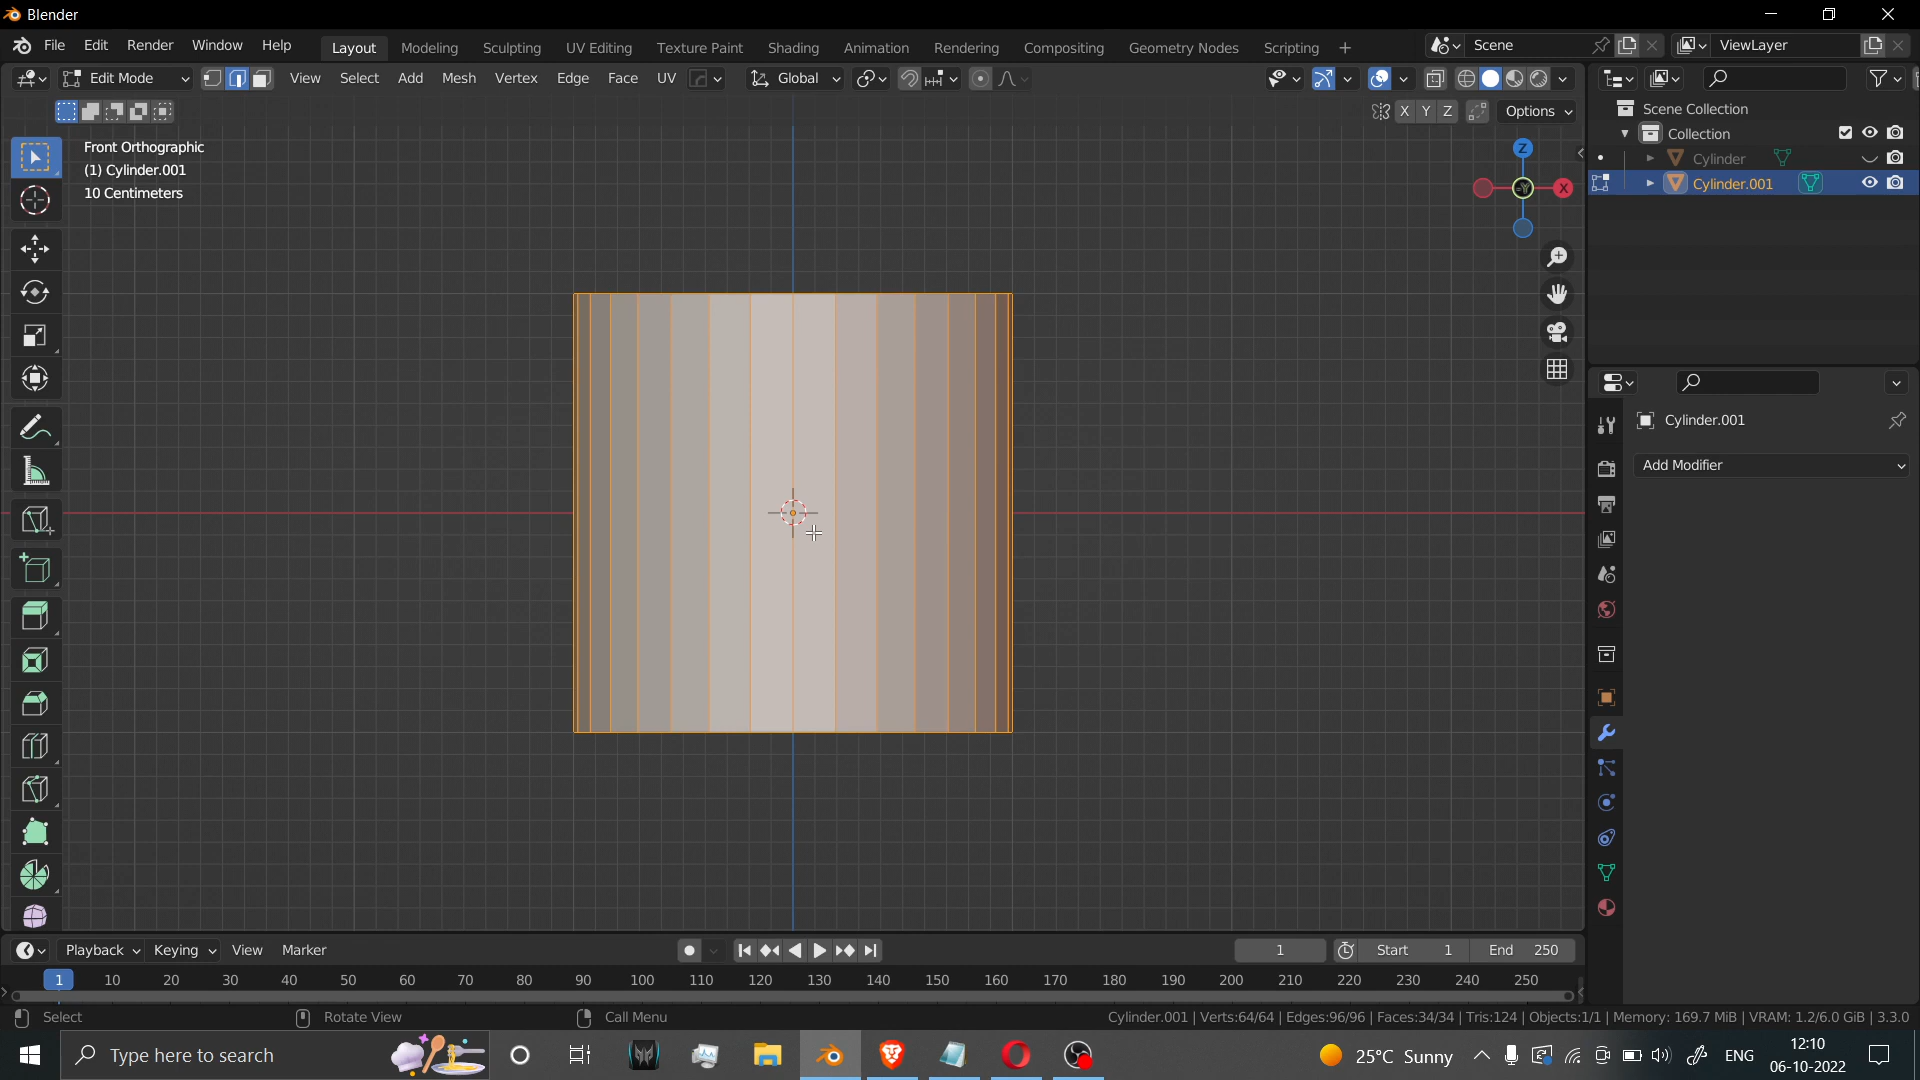 Blender
File Edit Render Window Help Layout Modeling Sculpting UV Editing Texture Paint Shading Animation Rendering Compositing Geometry Nodes Scripting + Scene ViewLayer
Edit Mode View Select Add Mesh Vertex Edge Face UV Global
X Y Z Options
Scene Collection
Collection
Cylinder
Cylinder.001
Front Orthographic
(1) Cylinder.001
10 Centimeters
Z
X
Cylinder.001
Add Modifier
Playback Keying View Marker 1 Start 1 End 250
1 10 20 30 40 50 60 70 80 90 100 110 120 130 140 150 160 170 180 190 200 210 220 230 240 250
Select Rotate View Call Menu Cylinder.001 | Verts:64/64 | Edges:96/96 | Faces:34/34 | Tris:124 | Objects:1/1 | Memory: 169.7 MiB | VRAM: 1.2/6.0 GiB | 3.3.0
Type here to search 25°C Sunny ENG 12:10
06-10-2022